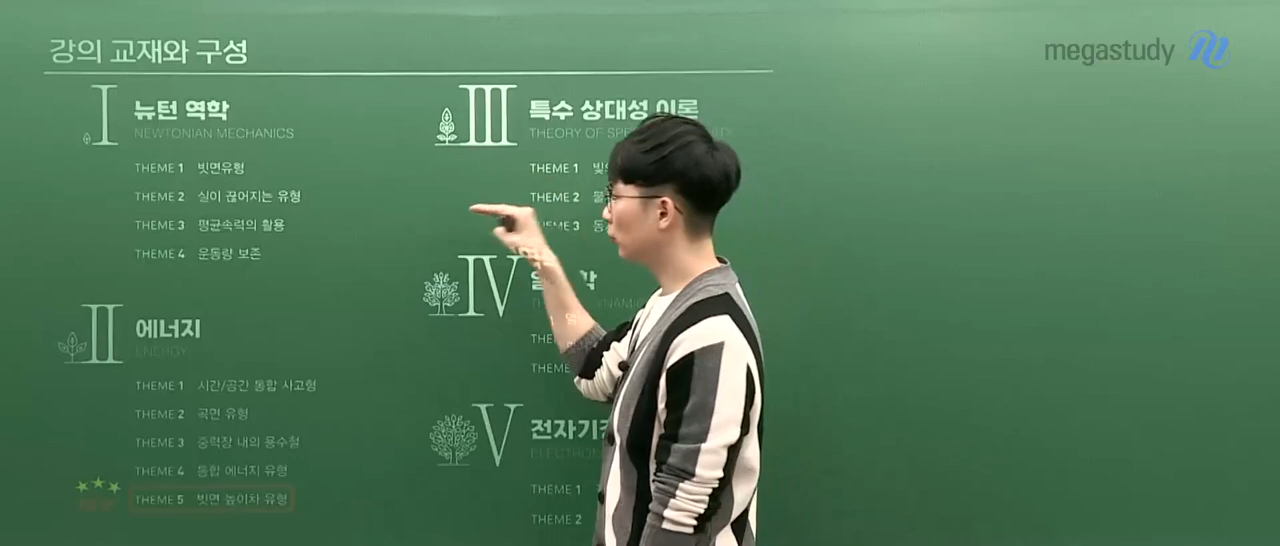 강의 교재와 구성
megastudy
I 뉴턴 역학
NEWTONIAN MECHANICS
THEME 1 빗면유형
THEME 2 실이 끊어지는 유형
THEME 3 평균속력의 활용
THEME 4 운동량 보존
II 에너지
ENERGY
THEME 1 시간/공간 통합 사고형
THEME 2 곡면 유형
THEME 3 중력장 내의 용수철
THEME 4 통합 에너지 유형
THEME 5 빗면 높이차 유형
III 특수 상대성 이론
THEORY OF
THEME 1
THEME 2
THEME 3
IV
V 전자기
THEME 1
THEME 2